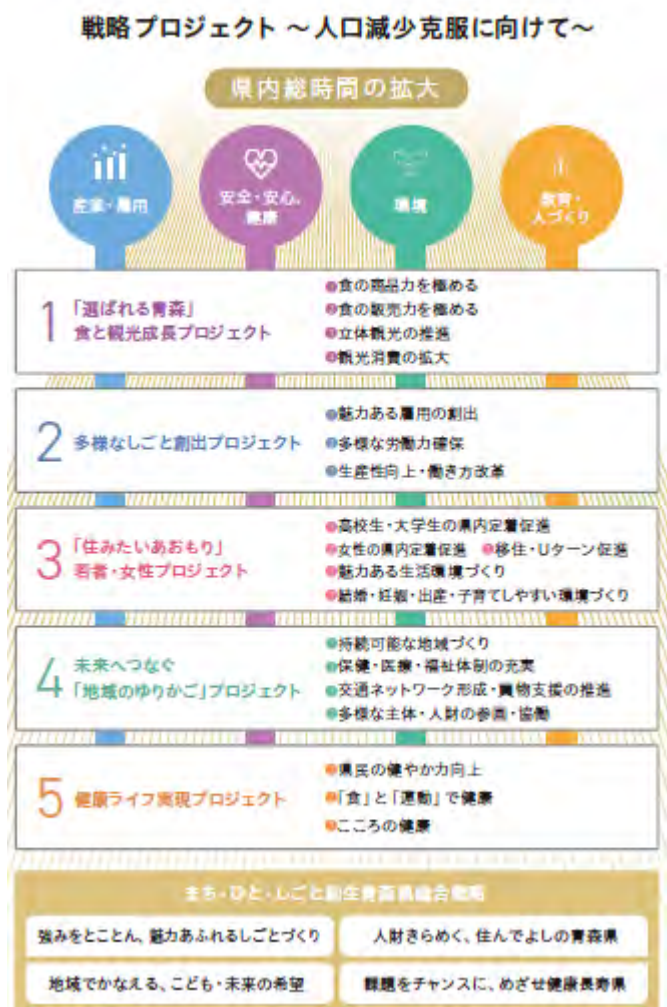 戦略プロジェクト ～人口減少克服に向けて～
県内総時間の拡大
産業・雇用
安全・安心、
健康
環境
教育・
人づくり
1
「選ばれる青森」
食と観光成長プロジェクト
❶食の商品力を極める
❷食の販売力を極める
❸立体観光の推進
❹観光消費の拡大
2
多様なしごと創出プロジェクト
❶魅力ある雇用の創出
❷多様な労働力確保
❸生産性向上・働き方改革
3
「住みたいあおもり」
若者・女性プロジェクト
❶高校生・大学生の県内定着促進
❷女性の県内定着促進 ❸移住・Uターン促進
❹魅力ある生活環境づくり
❺結婚・妊娠・出産・子育てしやすい環境づくり
4
未来へつなぐ
「地域のゆりかご」プロジェクト
❶持続可能な地域づくり
❷保健・医療・福祉体制の充実
❸交通ネットワーク形成・買物支援の推進
❹多様な主体・人財の参画・協働
5
健康ライフ実現プロジェクト
❶県民の健やか力向上
❷「食」と「運動」で健康
❸こころの健康
まち・ひと・しごと創生青森県総合戦略
強みをとことん、魅力あふれるしごとづくり
人財きらめく、住んでよしの青森県
地域でかなえる、こども・未来の希望
課題をチャンスに、めざせ健康長寿県